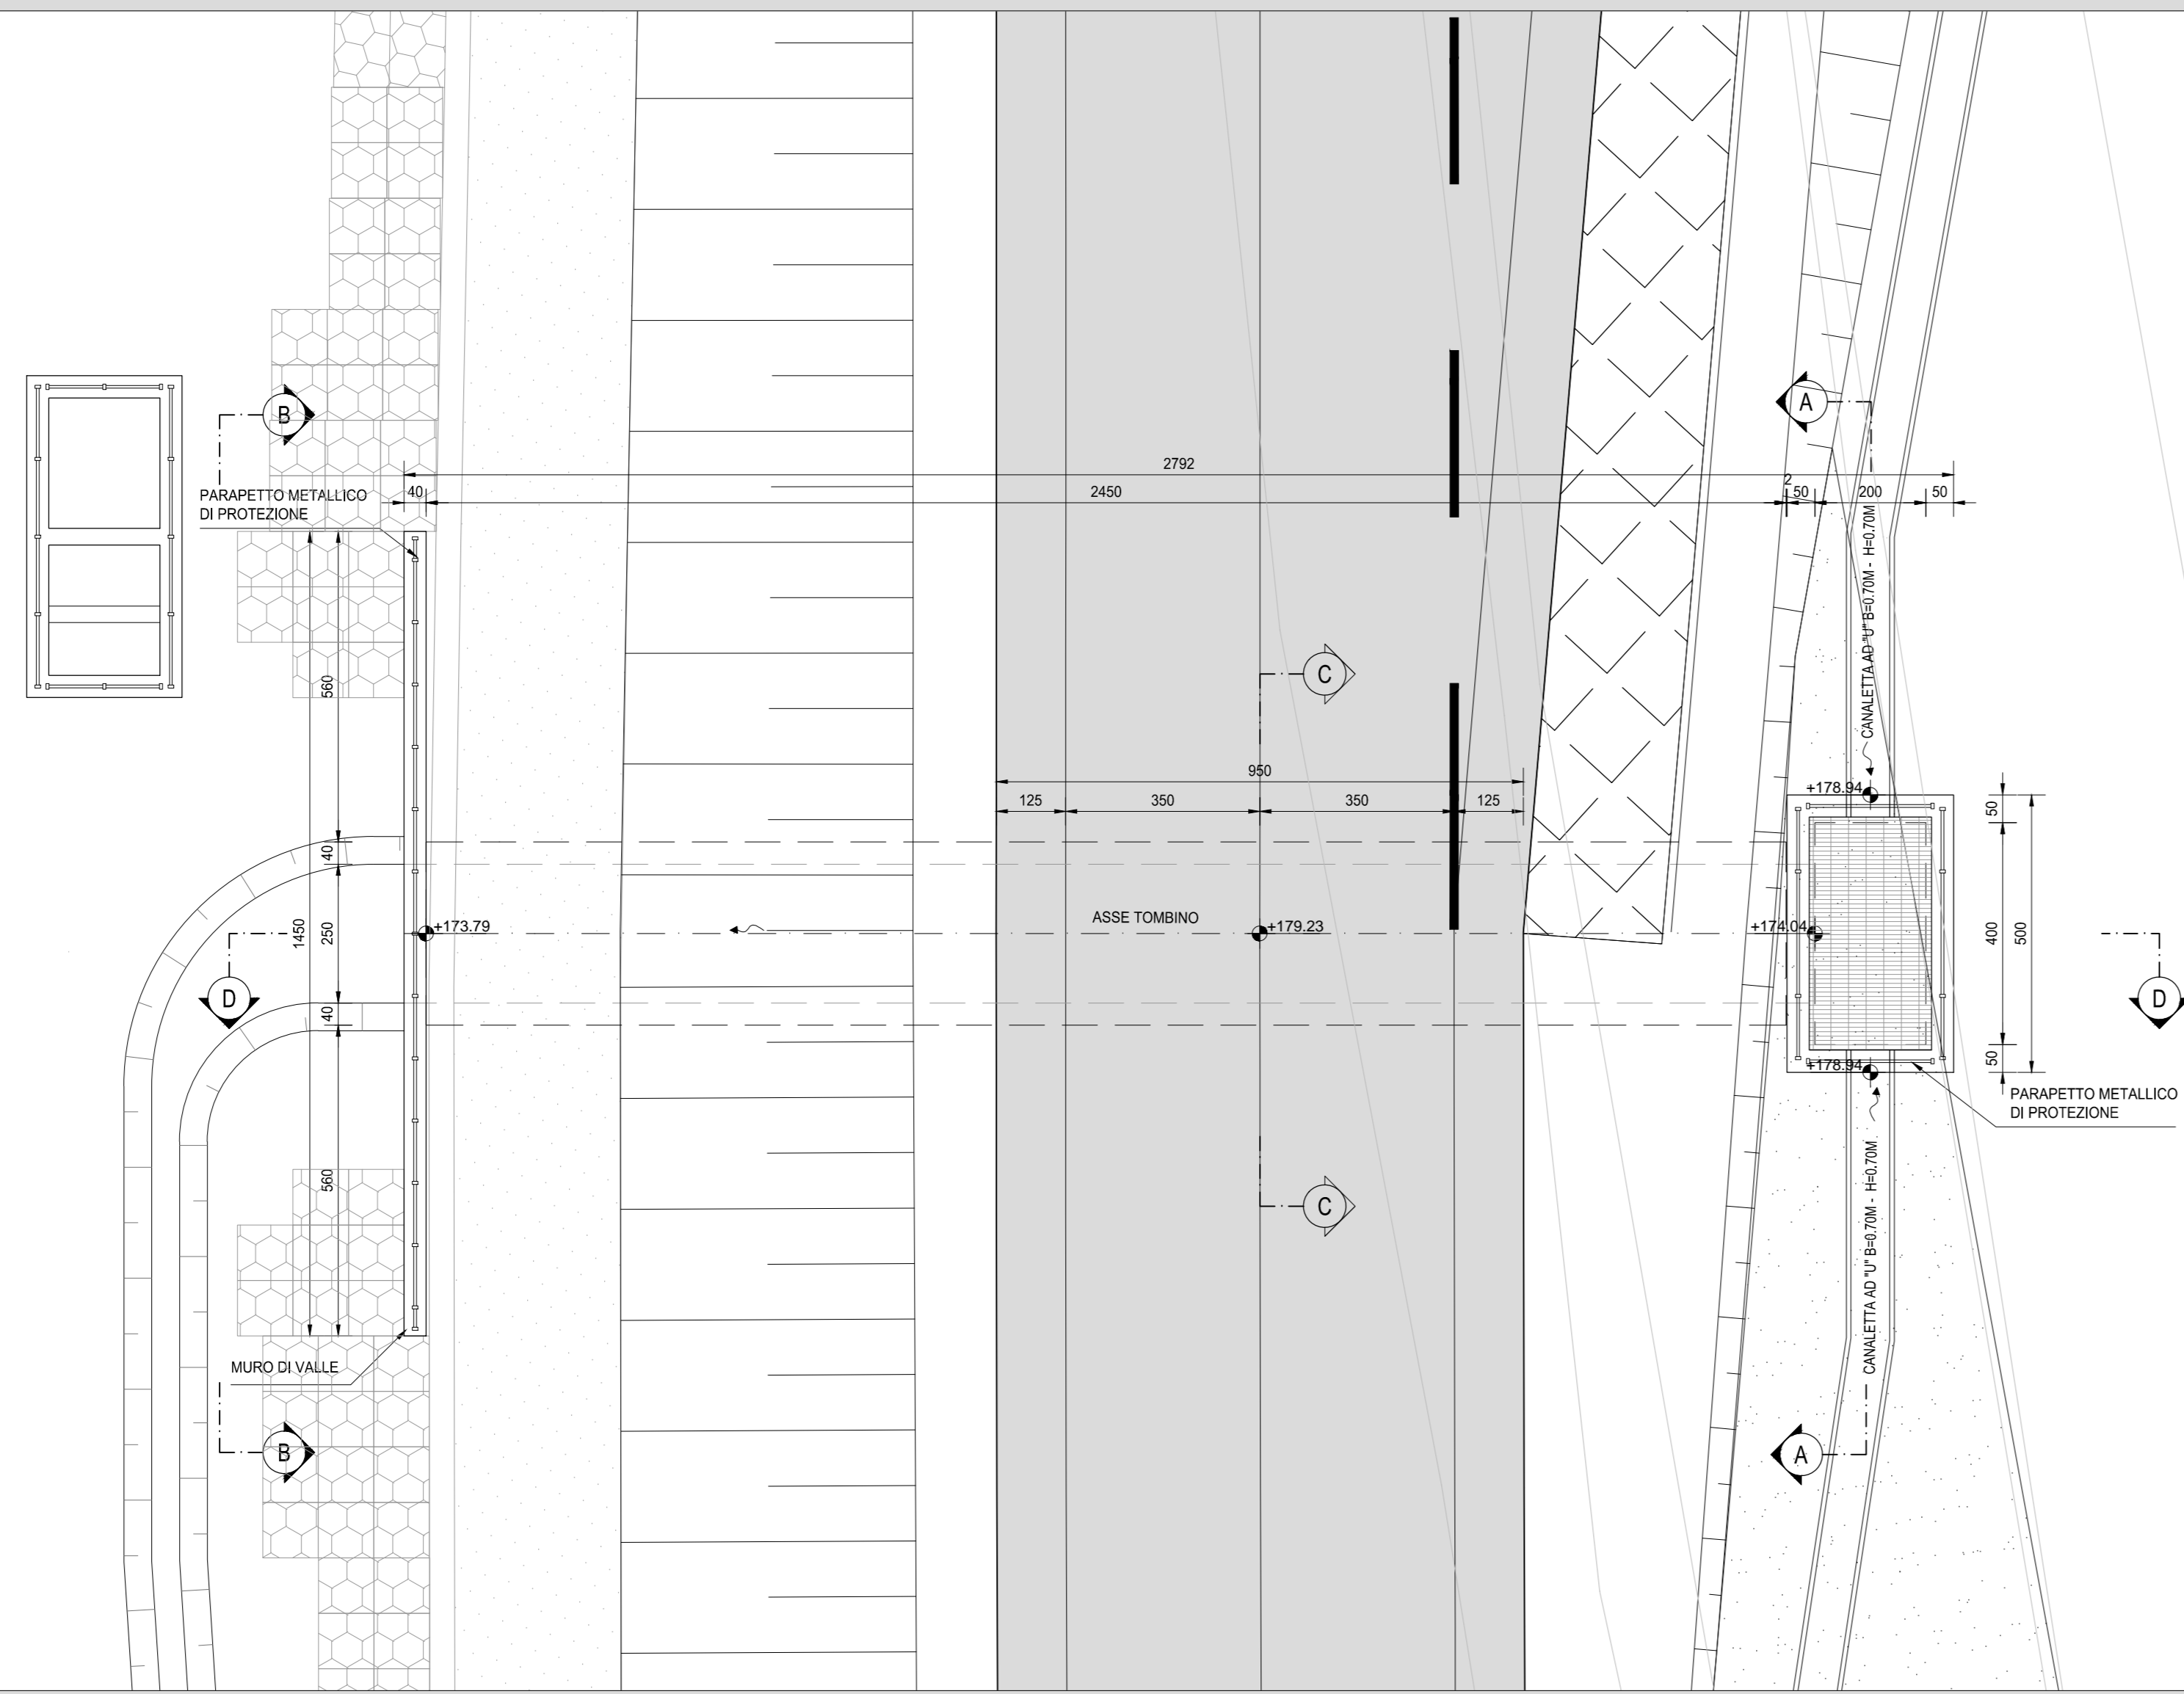 B
A
2792
PARAPETTO METALLICO
DI PROTEZIONE
40
2450
2
50
200
50
CANALETTA AD "U" B=0.70M - H=0.70M
560
C
950
125
350
350
125
+178.94
50
40
1450
250
+173.79
ASSE TOMBINO
+179.23
+174.04
400
500
D
D
40
50
+178.94
PARAPETTO METALLICO
DI PROTEZIONE
560
C
CANALETTA AD "U" B=0.70M - H=0.70M
MURO DI VALLE
B
A